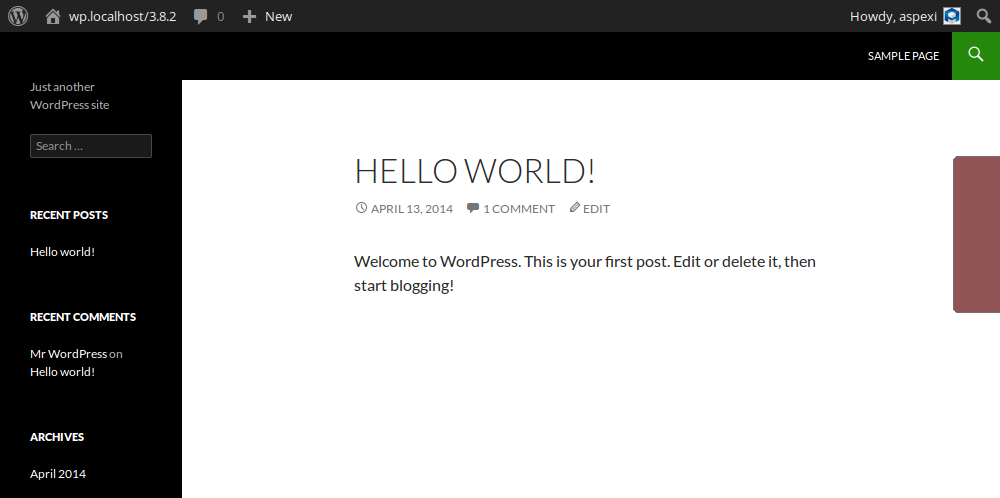 wp.localhost/3.8.2 0 New Howdy, aspexi
SAMPLE PAGE
Just another
WordPress site
Search ...
RECENT POSTS
Hello world!
RECENT COMMENTS
Mr WordPress on
Hello world!
ARCHIVES
April 2014
HELLO WORLD!
APRIL 13, 2014 1 COMMENT EDIT
Welcome to WordPress. This is your first post. Edit or delete it, then
start blogging!